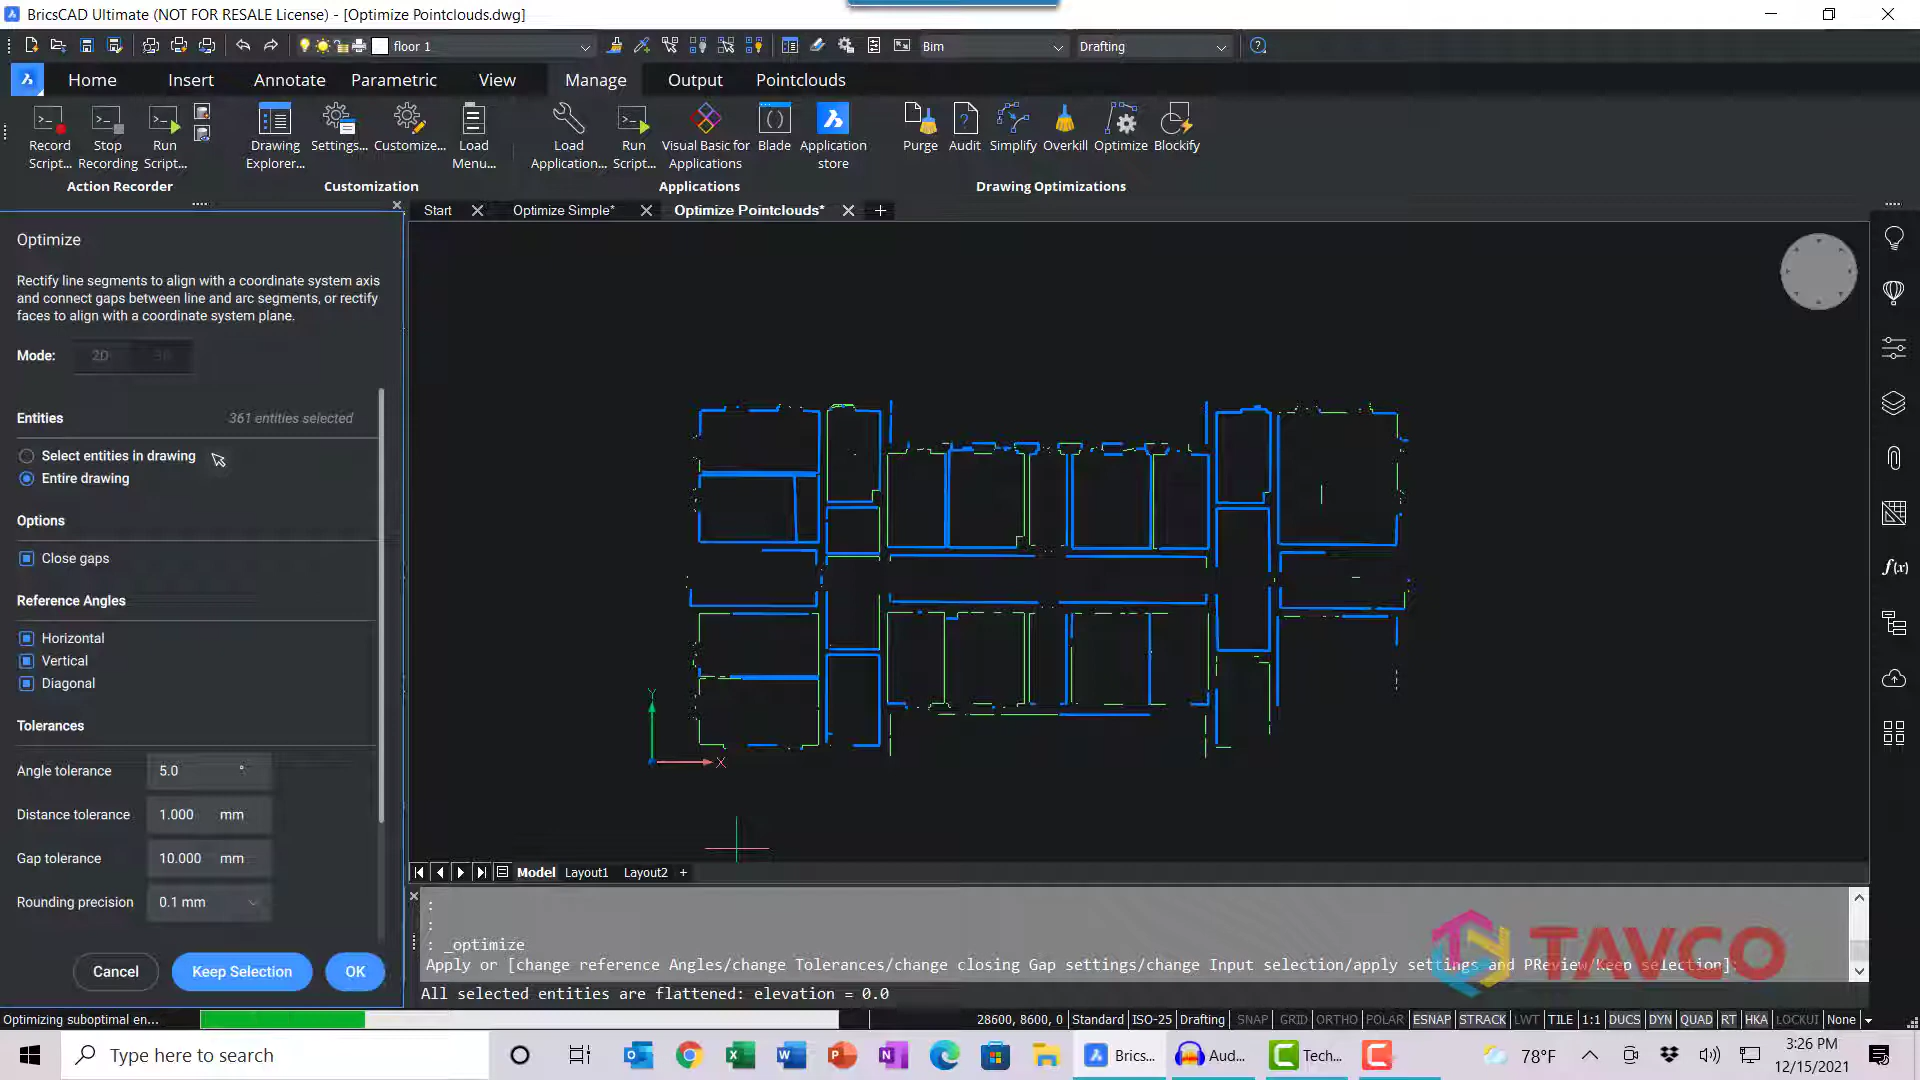 BricsCAD Ultimate (NOT FOR RESALE License) - [Optimize Pointclouds.dwg]
floor 1
Bim
Drafting
Home
Insert
Annotate
Parametric
View
Manage
Output
Pointclouds
Record Script...
Stop Recording
Run Script...
Drawing Explorer...
Settings...
Customize...
Load Menu...
Load Application...
Run Script...
Visual Basic for Applications
Blade
Application store
Purge
Audit
Simplify
Overkill
Optimize
Blockify
Action Recorder
Customization
Applications
Drawing Optimizations
Start
Optimize Simple*
Optimize Pointclouds*
Optimize
Rectify line segments to align with a coordinate system axis
and connect gaps between line and arc segments, or rectify
faces to align with a coordinate system plane.
Mode:
2D
3D
Entities
361 entities selected
Select entities in drawing
Entire drawing
Options
Close gaps
Reference Angles
Horizontal
Vertical
Diagonal
Tolerances
Angle tolerance
5.0
°
Distance tolerance
1.000
mm
Gap tolerance
10.000
mm
Rounding precision
0.1 mm
Cancel
Keep Selection
OK
Y
X
Model
Layout1
Layout2
+
:
:
: _optimize
Apply or [change reference Angles/change Tolerances/change closing Gap settings/change Input selection/apply settings and PReview/Keep selection]:
All selected entities are flattened: elevation = 0.0
TAVCO
Optimizing suboptimal en...
28600, 8600, 0
Standard
ISO-25
Drafting
SNAP
GRID
ORTHO
POLAR
ESNAP
STRACK
LWT
TILE
1:1
DUCS
DYN
QUAD
RT
HKA
LOCKUI
None
Type here to search
Brics...
Aud...
Tech...
78°F
3:26 PM
12/15/2021